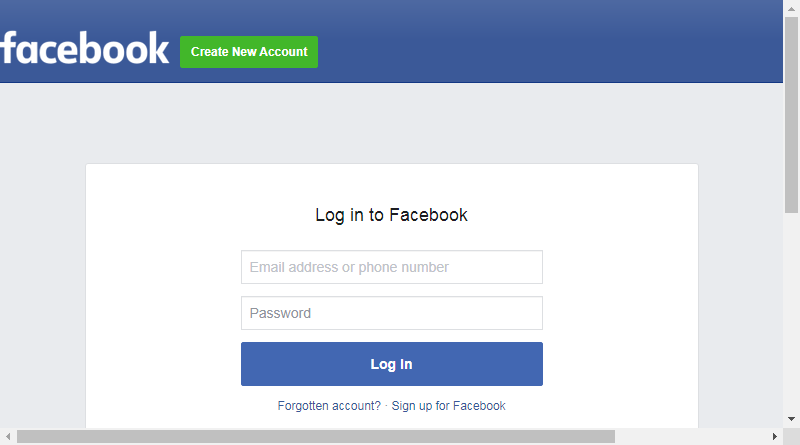 facebook
Create New Account
Log in to Facebook
Email address or phone number
Password
Log In
Forgotten account? · Sign up for Facebook